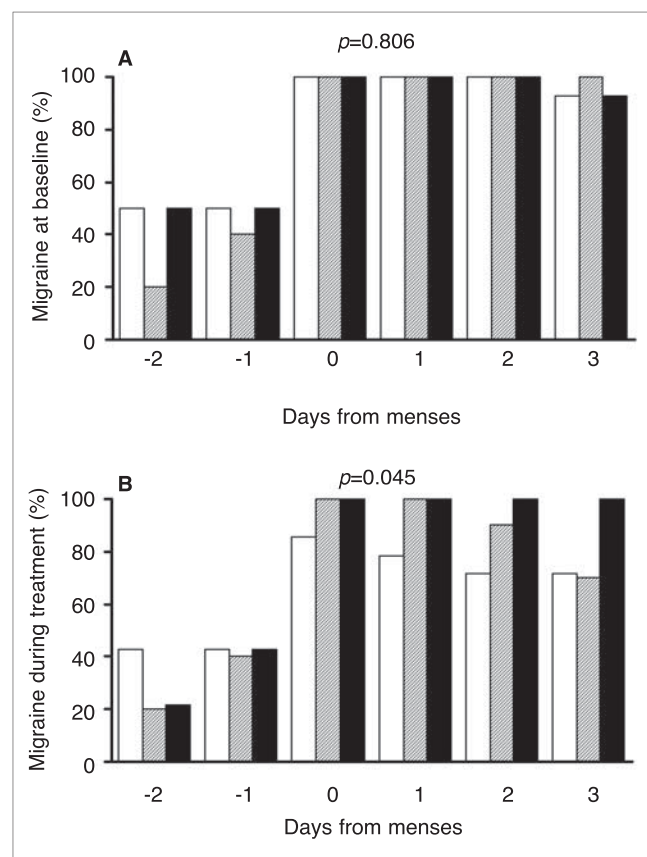 p=0.806
A
Migraine at baseline (%)
100
80
60
40
20
0
-2 -1 0 1 2 3
Days from menses
p=0.045
B
Migraine during treatment (%)
100
80
60
40
20
0
-2 -1 0 1 2 3
Days from menses